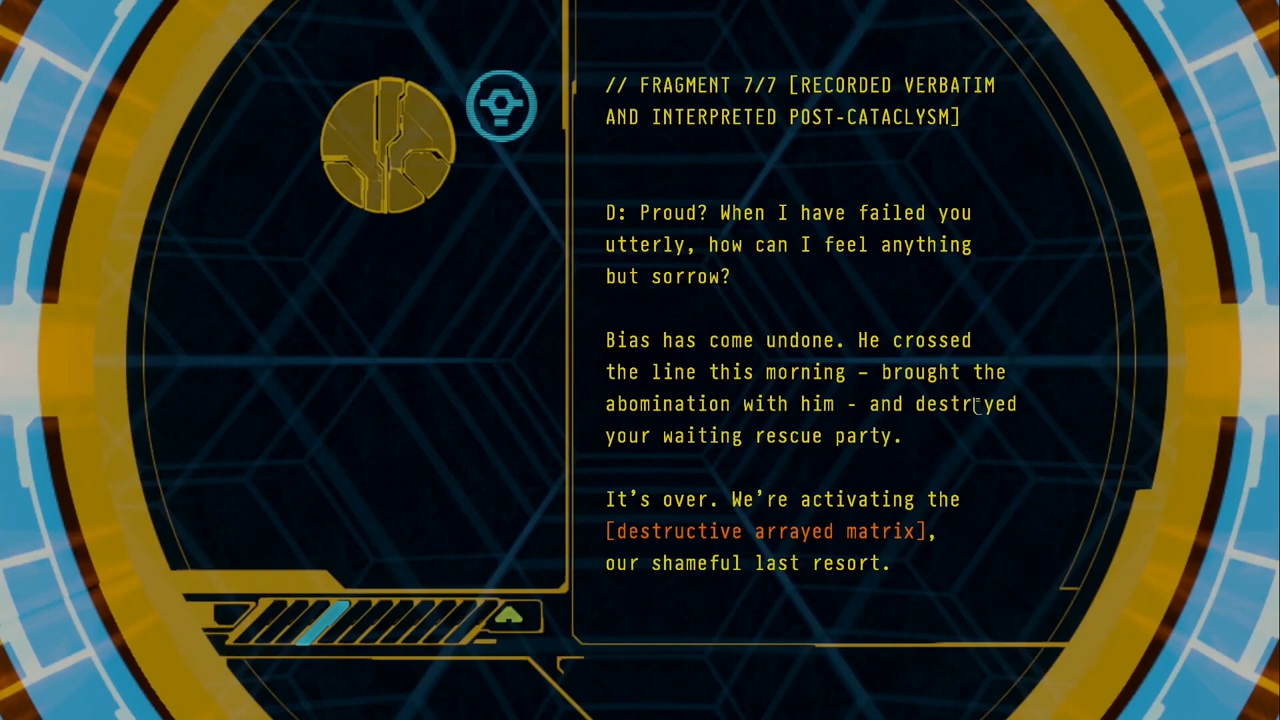 // FRAGMENT 7/7 [RECORDED VERBATIM
AND INTERPRETED POST-CATACLYSM]
D: Proud? When I have failed you
utterly, how can I feel anything
but sorrow?
Bias has come undone. He crossed
the line this morning – brought the
abomination with him - and destroyed
your waiting rescue party.
It’s over. We’re activating the
[destructive arrayed matrix],
our shameful last resort.